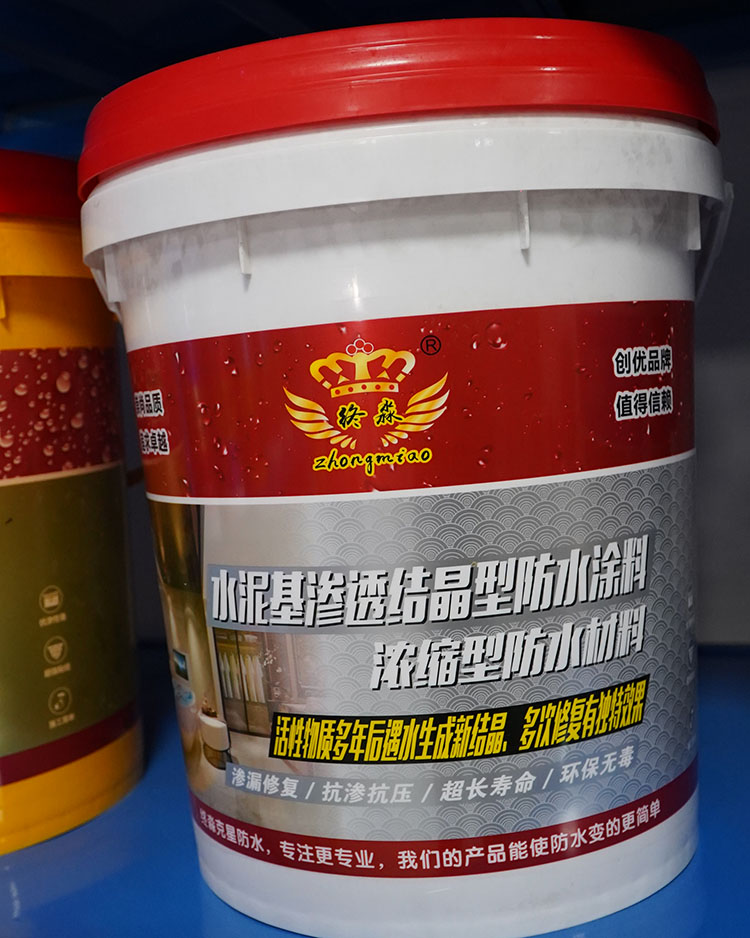 ®
终淼
zhongmiao
创优品牌
值得信赖
水泥基渗透结晶型防水涂料
浓缩型防水材料
活性物质多年后遇水生成新结晶、多次修复有独特效果
渗漏修复 / 抗渗抗压 / 超长寿命 / 环保无毒
终淼克星防水，专注更专业，我们的产品能使防水变的更简单